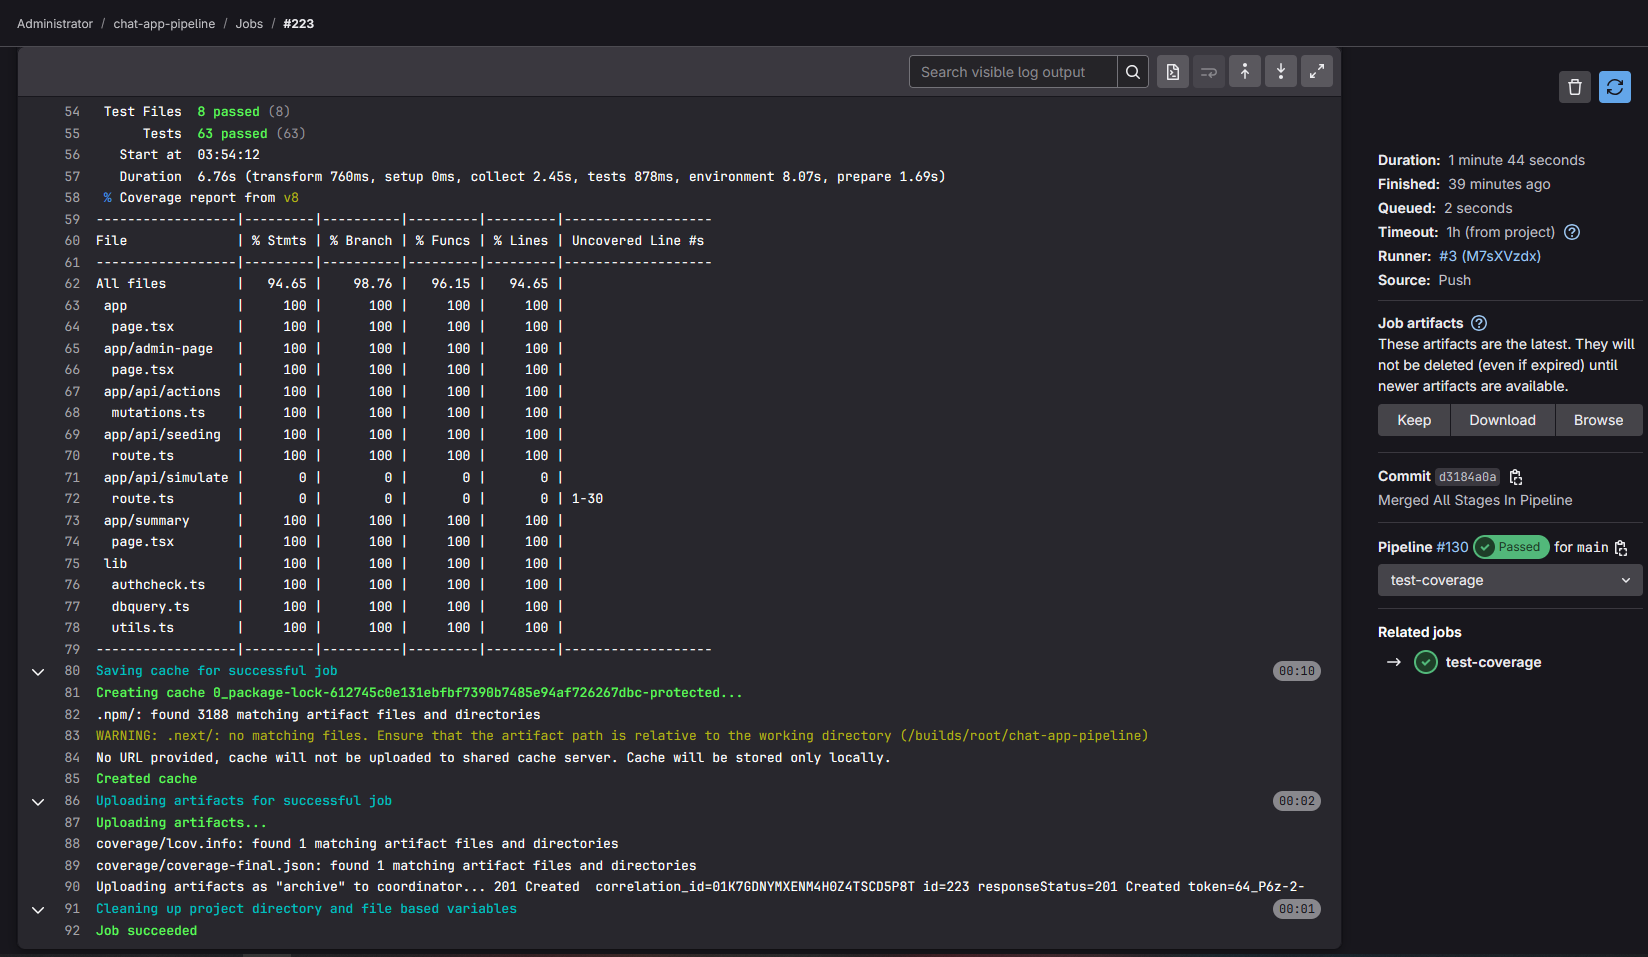 Administrator / chat-app-pipeline / Jobs / #223
Search visible log output
54 Test Files 8 passed (8)
55 Tests 63 passed (63)
56 Start at 03:54:12
57 Duration 6.76s (transform 760ms, setup 0ms, collect 2.45s, tests 878ms, environment 8.07s, prepare 1.69s)
58 % Coverage report from v8
59 ------------------|---------|----------|---------|---------|-------------------
60 File | % Stmts | % Branch | % Funcs | % Lines | Uncovered Line #s
61 ------------------|---------|----------|---------|---------|-------------------
62 All files | 94.65 | 98.76 | 96.15 | 94.65 |
63 app | 100 | 100 | 100 | 100 |
64 page.tsx | 100 | 100 | 100 | 100 |
65 app/admin-page | 100 | 100 | 100 | 100 |
66 page.tsx | 100 | 100 | 100 | 100 |
67 app/api/actions | 100 | 100 | 100 | 100 |
68 mutations.ts | 100 | 100 | 100 | 100 |
69 app/api/seeding | 100 | 100 | 100 | 100 |
70 route.ts | 100 | 100 | 100 | 100 |
71 app/api/simulate | 0 | 0 | 0 | 0 |
72 route.ts | 0 | 0 | 0 | 0 | 1-30
73 app/summary | 100 | 100 | 100 | 100 |
74 page.tsx | 100 | 100 | 100 | 100 |
75 lib | 100 | 100 | 100 | 100 |
76 authcheck.ts | 100 | 100 | 100 | 100 |
77 dbquery.ts | 100 | 100 | 100 | 100 |
78 utils.ts | 100 | 100 | 100 | 100 |
79 ------------------|---------|----------|---------|---------|-------------------
80 Saving cache for successful job 00:10
81 Creating cache 0_package-lock-612745c0e131ebfbf7390b7485e94af726267dbc-protected...
82 .npm/: found 3188 matching artifact files and directories
83 WARNING: .next/: no matching files. Ensure that the artifact path is relative to the working directory (/builds/root/chat-app-pipeline)
84 No URL provided, cache will not be uploaded to shared cache server. Cache will be stored only locally.
85 Created cache
86 Uploading artifacts for successful job 00:02
87 Uploading artifacts...
88 coverage/lcov.info: found 1 matching artifact files and directories
89 coverage/coverage-final.json: found 1 matching artifact files and directories
90 Uploading artifacts as "archive" to coordinator... 201 Created correlation_id=01K7GDNYMXENM4H0Z4TSCD5P8T id=223 responseStatus=201 Created token=64_P6z-2-
91 Cleaning up project directory and file based variables 00:01
92 Job succeeded
Duration: 1 minute 44 seconds
Finished: 39 minutes ago
Queued: 2 seconds
Timeout: 1h (from project)
Runner: #3 (M7sXVzdx)
Source: Push
Job artifacts
These artifacts are the latest. They will
not be deleted (even if expired) until
newer artifacts are available.
Keep Download Browse
Commit d3184a0a
Merged All Stages In Pipeline
Pipeline #130 Passed for main
test-coverage
Related jobs
test-coverage